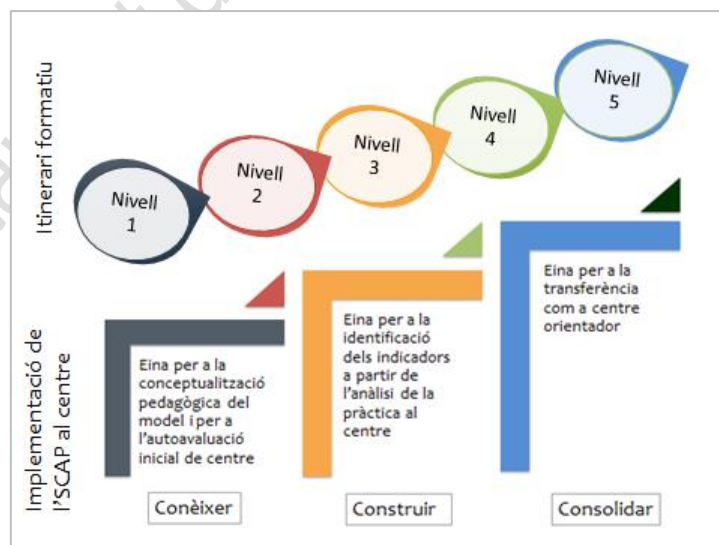 Itinerari formatiu
Nivell
1
Nivell
2
Nivell
3
Nivell
4
Nivell
5
Implementació de
l'SCAP al centre
Eina per a la
conceptualització
pedagògica del
model i per a
l'autoavaluació
inicial de centre
Conèixer
Eina per a la
identificació
dels indicadors
a partir de
l'anàlisi de la
pràctica al
centre
Construir
Eina per a la
transferència
com a centre
orientador
Consolidar